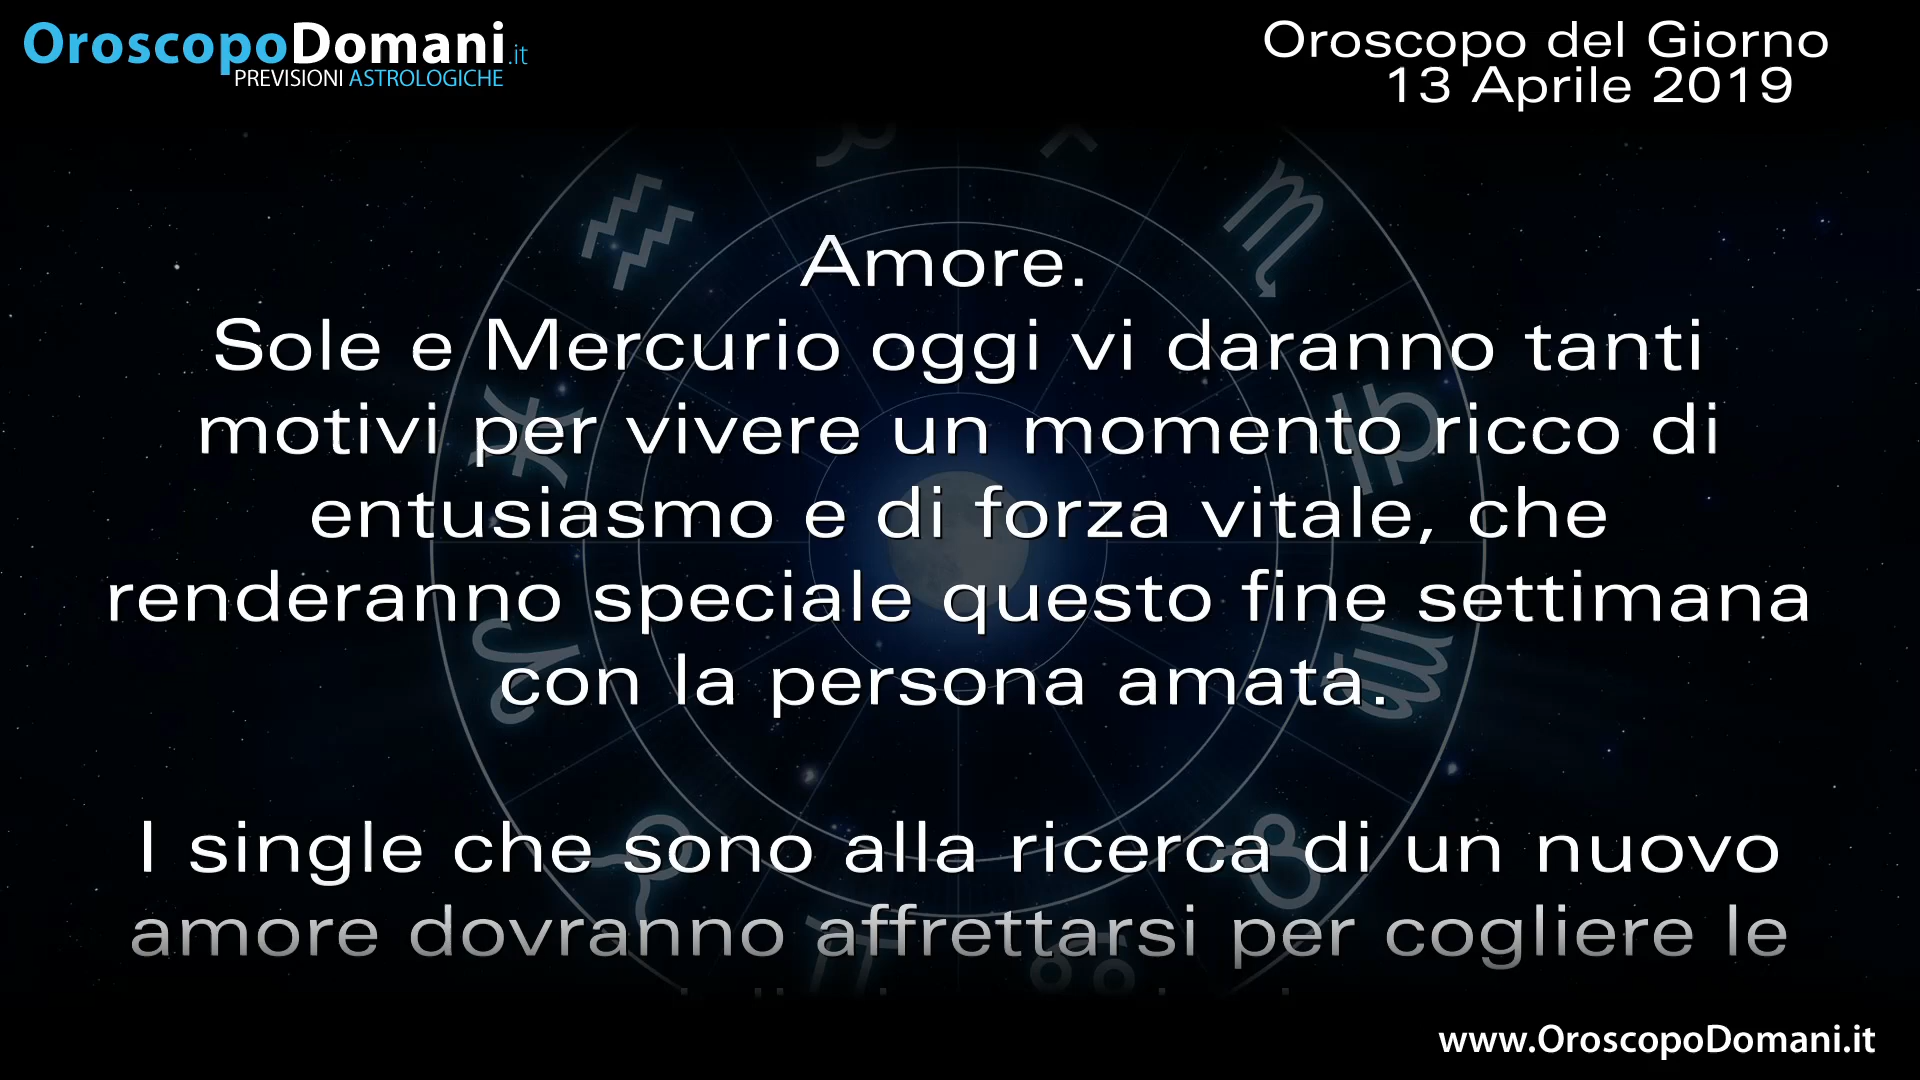 OroscopoDomani.it
PREVISIONI ASTROLOGICHE
Oroscopo del Giorno
13 Aprile 2019
Amore.
Sole e Mercurio oggi vi daranno tanti
motivi per vivere un momento ricco di
entusiasmo e di forza vitale, che
renderanno speciale questo fine settimana
con la persona amata.
I single che sono alla ricerca di un nuovo
amore dovranno affrettarsi per cogliere le
www.OroscopoDomani.it